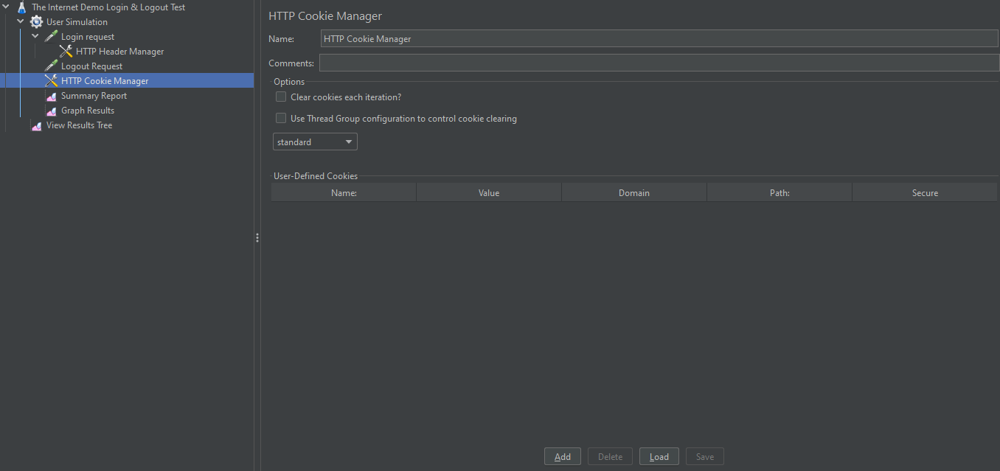 The Internet Demo Login & Logout Test
User Simulation
Login request
HTTP Header Manager
Logout Request
HTTP Cookie Manager
Summary Report
Graph Results
View Results Tree
HTTP Cookie Manager
Name: HTTP Cookie Manager
Comments:
Options
Clear cookies each iteration?
Use Thread Group configuration to control cookie clearing
standard
User-Defined Cookies
Name: Value Domain Path: Secure
Add Delete Load Save